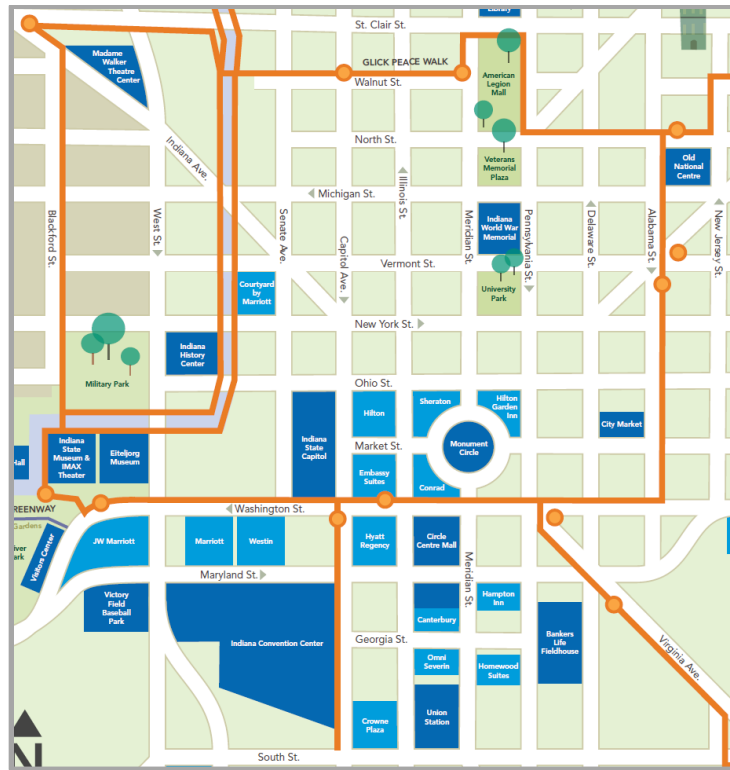 Library
St. Clair St.
GLICK PEACE WALK
Walnut St.
Madame
Walker
Theatre
Center
American
Legion
Mall
Indiana Ave.
North St.
Veterans
Memorial
Plaza
Old
National
Centre
Michigan St.
Illinois St.
Blackford St.
West St.
Senate Ave.
Capitol Ave.
Meridian St.
Indiana
World War
Memorial
Pennsylvania St.
Delaware St.
Alabama St.
New Jersey St.
Vermont St.
Courtyard
by
Marriott
University
Park
New York St.
Indiana
History
Center
Military Park
Ohio St.
Hilton
Sheraton
Hilton
Garden
Inn
Indiana
State
Capitol
City Market
Monument
Circle
Market St.
Hall
Indiana
State
Museum &
IMAX
Theater
Eiteljorg
Museum
Embassy
Suites
Conrad
REENWAY
Gardens
Washington St.
iver
Park
Visitors Center
JW Marriott
Marriott
Westin
Hyatt
Regency
Circle
Centre Mall
Maryland St.
Meridian St.
Victory
Field
Baseball
Park
Canterbury
Hampton
Inn
Indiana Convention Center
Georgia St.
Bankers
Life
Fieldhouse
Virginia Ave.
Omni
Severin
Homewood
Suites
Crowne
Plaza
Union
Station
N
South St.